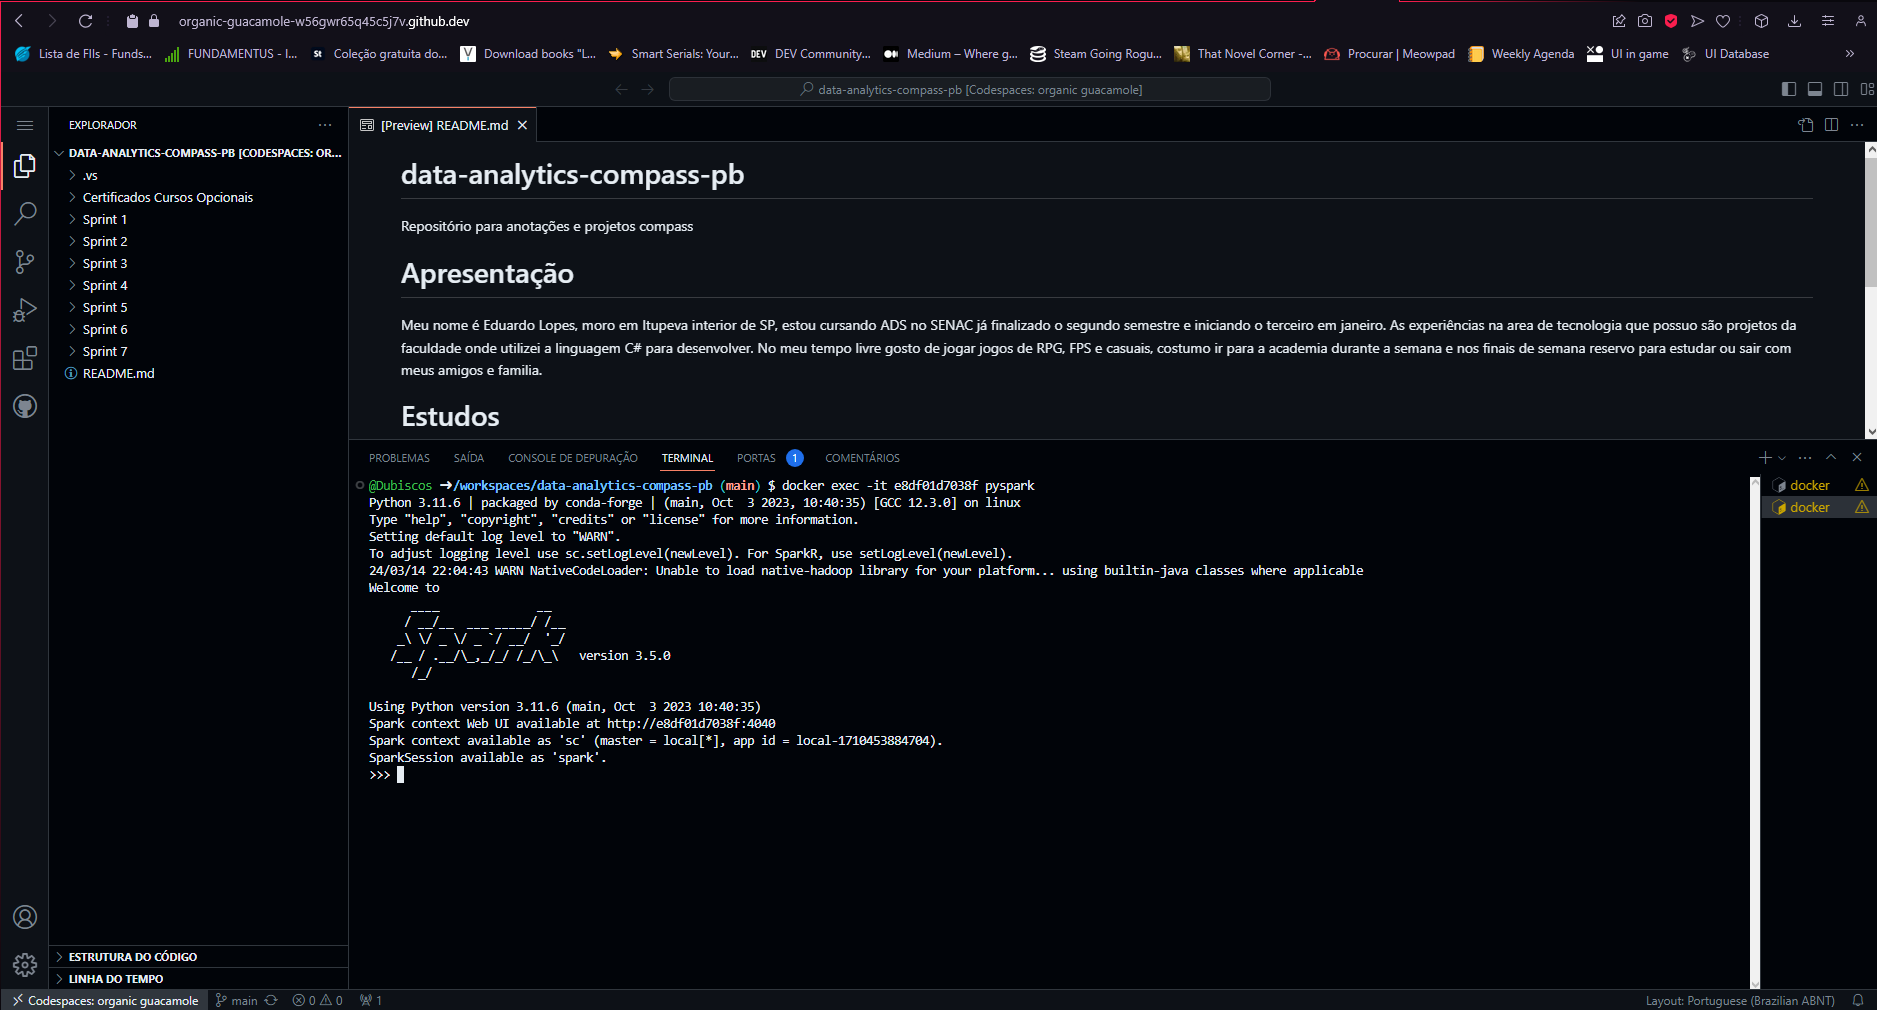 organic-guacamole-w56gwr65q45c5j7v.github.dev
Lista de FIIs - Funds...
FUNDAMENTUS - I...
St Coleção gratuita do...
V Download books "L...
Smart Serials: Your...
DEV DEV Community...
Medium – Where g...
Steam Going Rogu...
That Novel Corner -...
Procurar | Meowpad
Weekly Agenda
UI in game
UI Database
data-analytics-compass-pb [Codespaces: organic guacamole]
EXPLORADOR
DATA-ANALYTICS-COMPASS-PB [CODESPACES: OR...
.vs
Certificados Cursos Opcionais
Sprint 1
Sprint 2
Sprint 3
Sprint 4
Sprint 5
Sprint 6
Sprint 7
README.md
ESTRUTURA DO CÓDIGO
LINHA DO TEMPO
[Preview] README.md
data-analytics-compass-pb
Repositório para anotações e projetos compass
Apresentação
Meu nome é Eduardo Lopes, moro em Itupeva interior de SP, estou cursando ADS no SENAC já finalizado o segundo semestre e iniciando o terceiro em janeiro. As experiências na area de tecnologia que possuo são projetos da
faculdade onde utilizei a linguagem C# para desenvolver. No meu tempo livre gosto de jogar jogos de RPG, FPS e casuais, costumo ir para a academia durante a semana e nos finais de semana reservo para estudar ou sair com
meus amigos e familia.
Estudos
PROBLEMAS SAÍDA CONSOLE DE DEPURAÇÃO TERMINAL PORTAS 1 COMENTÁRIOS
@Dubiscos ➜/workspaces/data-analytics-compass-pb (main) $ docker exec -it e8df01d7038f pyspark
Python 3.11.6 | packaged by conda-forge | (main, Oct  3 2023, 10:40:35) [GCC 12.3.0] on linux
Type "help", "copyright", "credits" or "license" for more information.
Setting default log level to "WARN".
To adjust logging level use sc.setLogLevel(newLevel). For SparkR, use setLogLevel(newLevel).
24/03/14 22:04:43 WARN NativeCodeLoader: Unable to load native-hadoop library for your platform... using builtin-java classes where applicable
Welcome to
      ____              __
     / __/__  ___ _____/ /__
    _\ \/ _ \/ _ `/ __/  '_/
   /__ / .__/\_,_/_/ /_/\_\   version 3.5.0
      /_/
Using Python version 3.11.6 (main, Oct  3 2023 10:40:35)
Spark context Web UI available at http://e8df01d7038f:4040
Spark context available as 'sc' (master = local[*], app id = local-1710453884704).
SparkSession available as 'spark'.
>>>
docker
docker
Codespaces: organic guacamole
main
0 0
1
Layout: Portuguese (Brazilian ABNT)